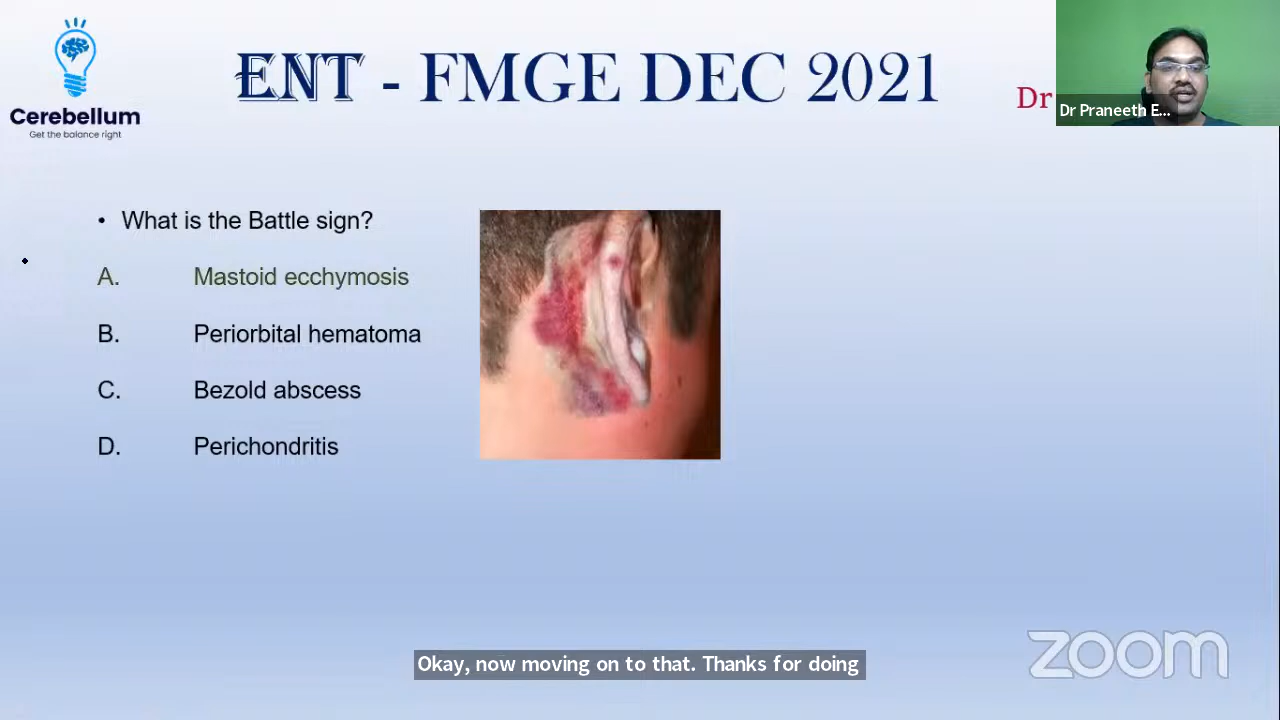 Cerebellum
Get the balance right
ENT - FMGE DEC 2021
Dr
Dr Praneeth E...
• What is the Battle sign?
A. Mastoid ecchymosis
B. Periorbital hematoma
C. Bezold abscess
D. Perichondritis
Okay, now moving on to that. Thanks for doing
zoom